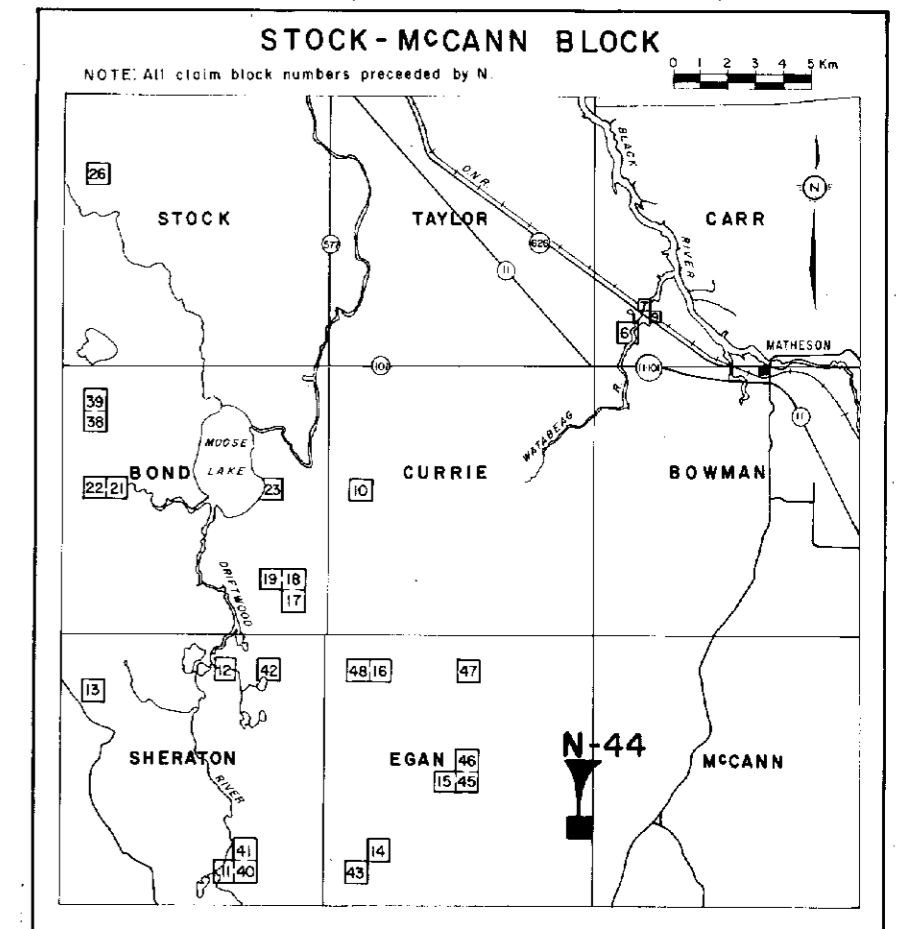 STOCK-McCANN BLOCK
NOTE: All claim block numbers preceeded by N.
0 1 2 3 4 5 Km
26
STOCK
577
TAYLOR
O.N.R.
11
626
BLACK
RIVER
CARR
N
7
9
6
MATHESON
101
11-101
11
39
38
MOOSE
LAKE
BOND
22 21
23
10
CURRIE
WATABEAG R.
BOWMAN
19 18
17
DRIFTWOOD
12
42
13
48 16
47
SHERATON
RIVER
EGAN
46
15 45
N-44
McCANN
41
11 40
14
43